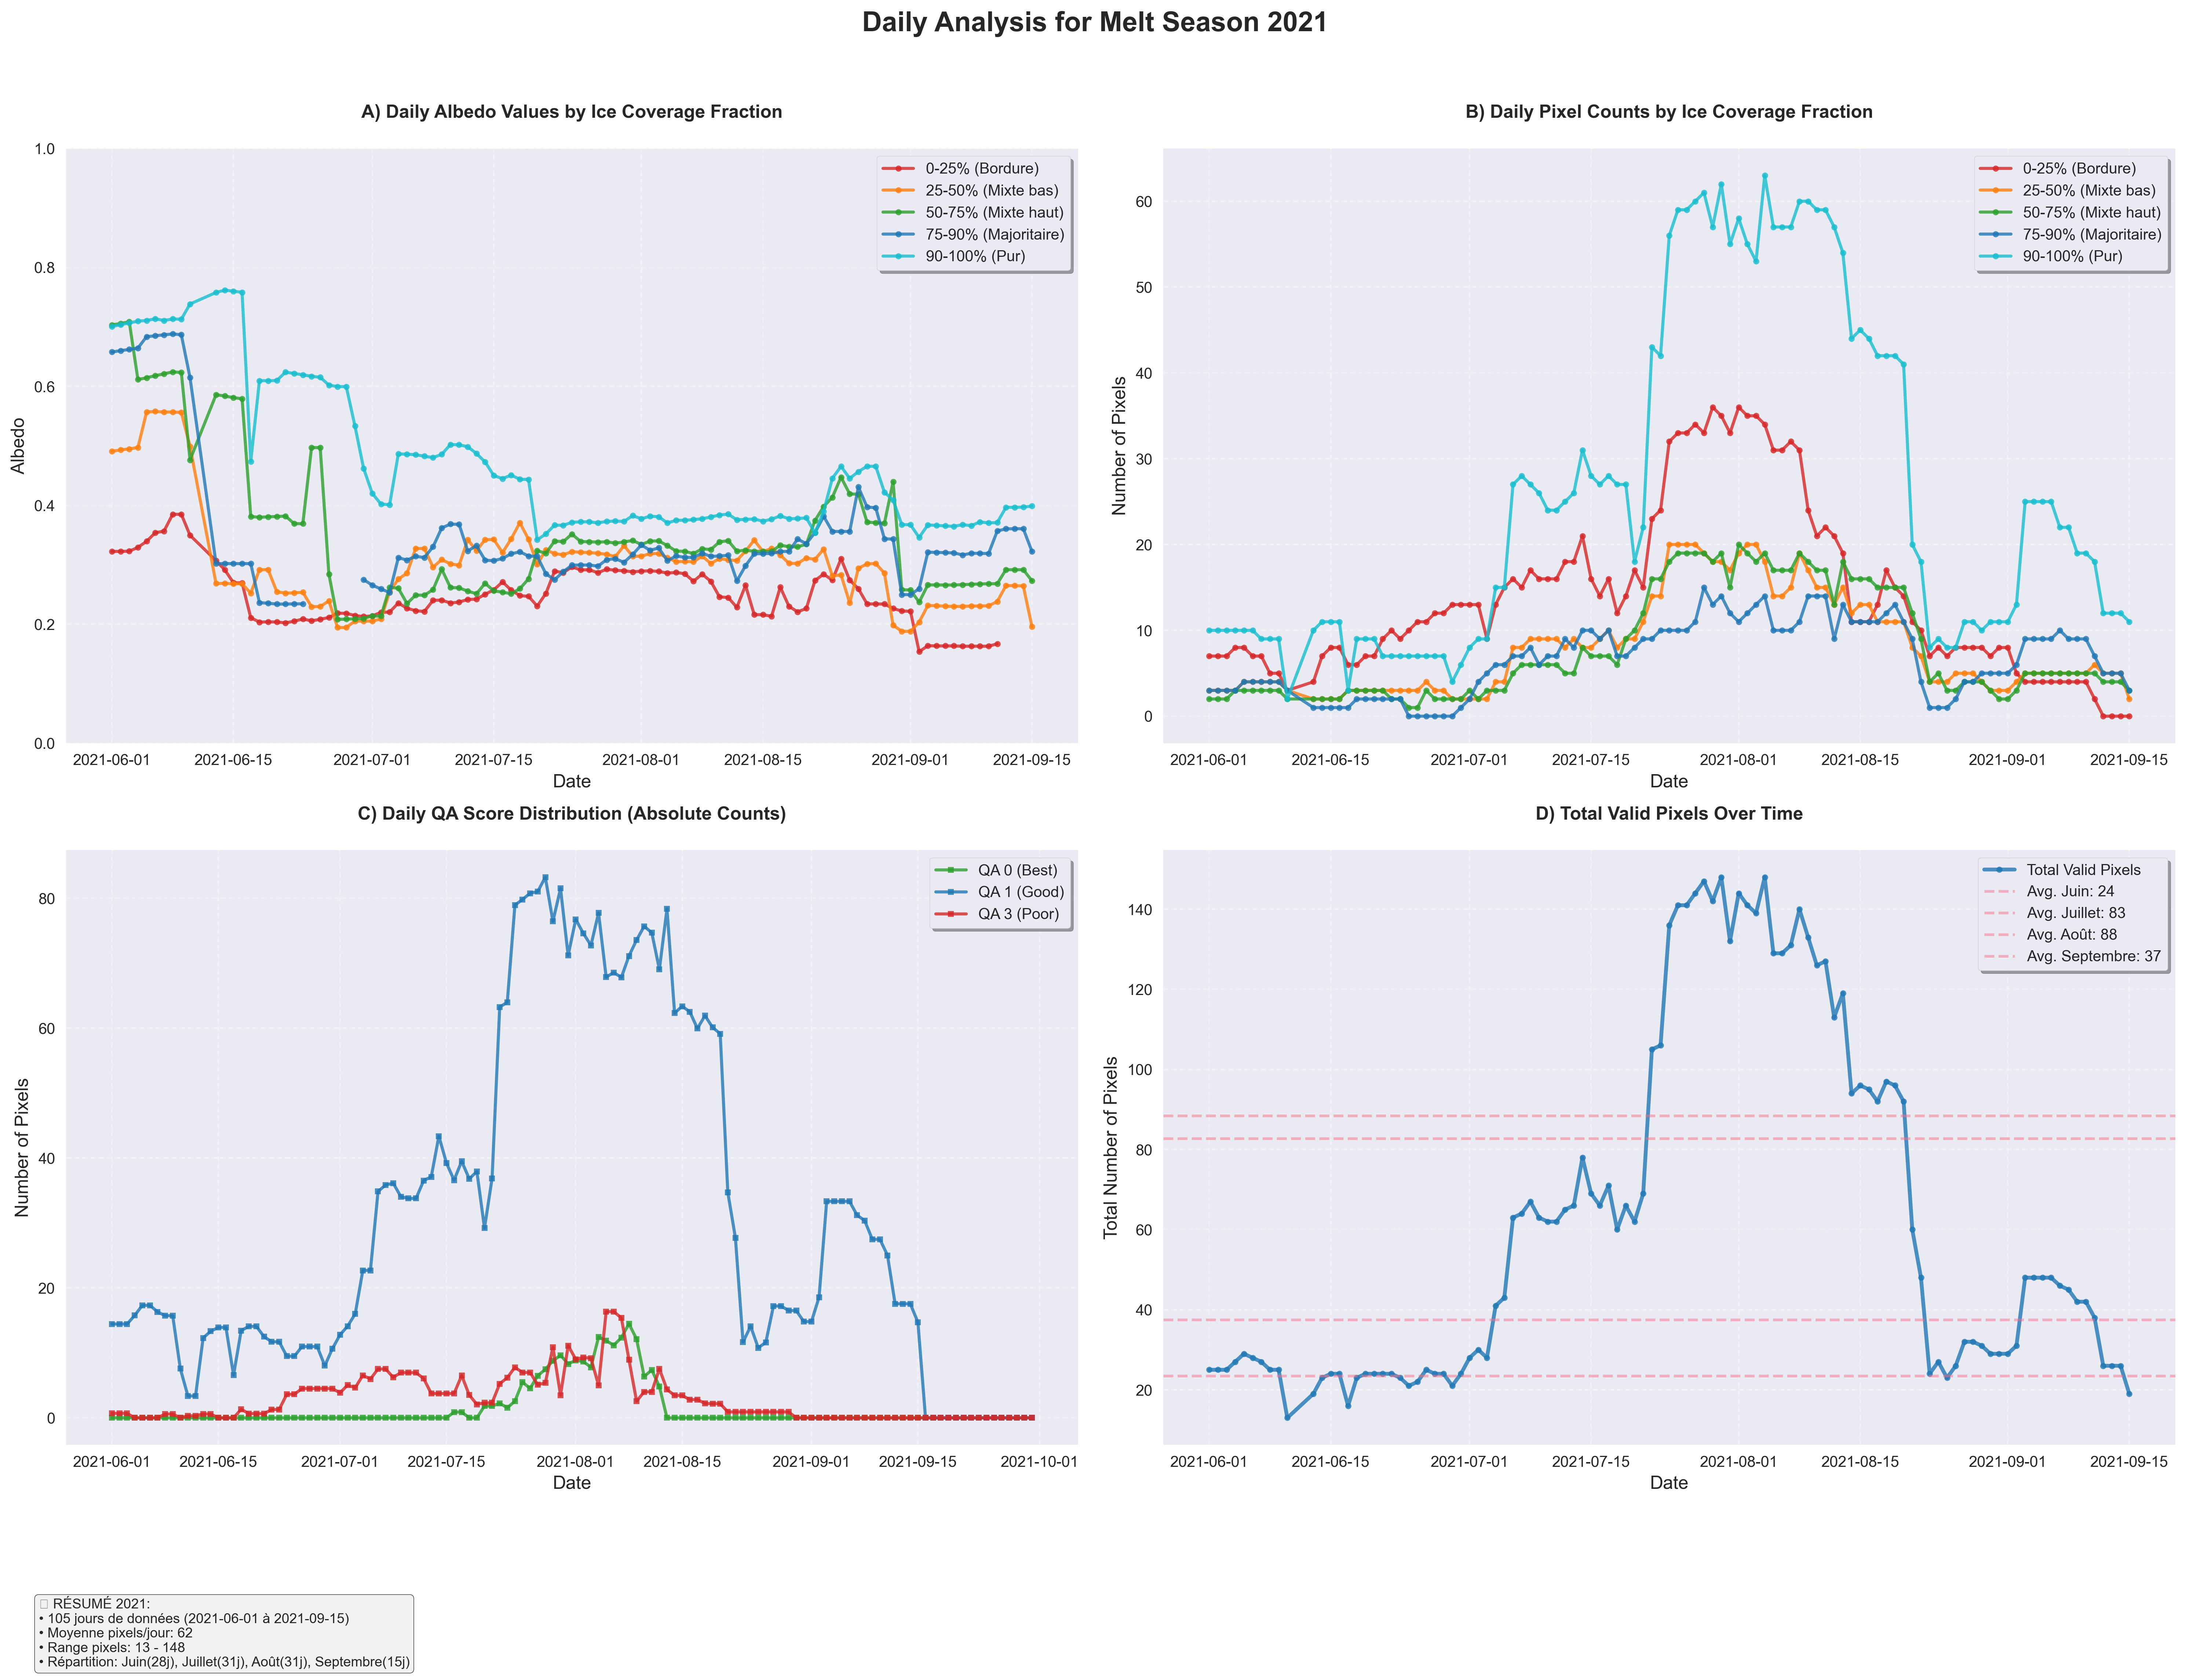 Daily Analysis for Melt Season 2021
A) Daily Albedo Values by Ice Coverage Fraction
1.0
0.8
0.6
0.4
0.2
0.0
Albedo
0-25% (Bordure)
25-50% (Mixte bas)
50-75% (Mixte haut)
75-90% (Majoritaire)
90-100% (Pur)
2021-06-01 2021-06-15 2021-07-01 2021-07-15 2021-08-01 2021-08-15 2021-09-01 2021-09-15
Date
B) Daily Pixel Counts by Ice Coverage Fraction
60
50
40
30
20
10
0
Number of Pixels
0-25% (Bordure)
25-50% (Mixte bas)
50-75% (Mixte haut)
75-90% (Majoritaire)
90-100% (Pur)
2021-06-01 2021-06-15 2021-07-01 2021-07-15 2021-08-01 2021-08-15 2021-09-01 2021-09-15
Date
C) Daily QA Score Distribution (Absolute Counts)
80
60
40
20
0
Number of Pixels
QA 0 (Best)
QA 1 (Good)
QA 3 (Poor)
2021-06-01 2021-06-15 2021-07-01 2021-07-15 2021-08-01 2021-08-15 2021-09-01 2021-09-15 2021-10-01
Date
D) Total Valid Pixels Over Time
140
120
100
80
60
40
20
Total Number of Pixels
Total Valid Pixels
Avg. Juin: 24
Avg. Juillet: 83
Avg. Août: 88
Avg. Septembre: 37
2021-06-01 2021-06-15 2021-07-01 2021-07-15 2021-08-01 2021-08-15 2021-09-01 2021-09-15
Date
RÉSUMÉ 2021:
• 105 jours de données (2021-06-01 à 2021-09-15)
• Moyenne pixels/jour: 62
• Range pixels: 13 - 148
• Répartition: Juin(28j), Juillet(31j), Août(31j), Septembre(15j)